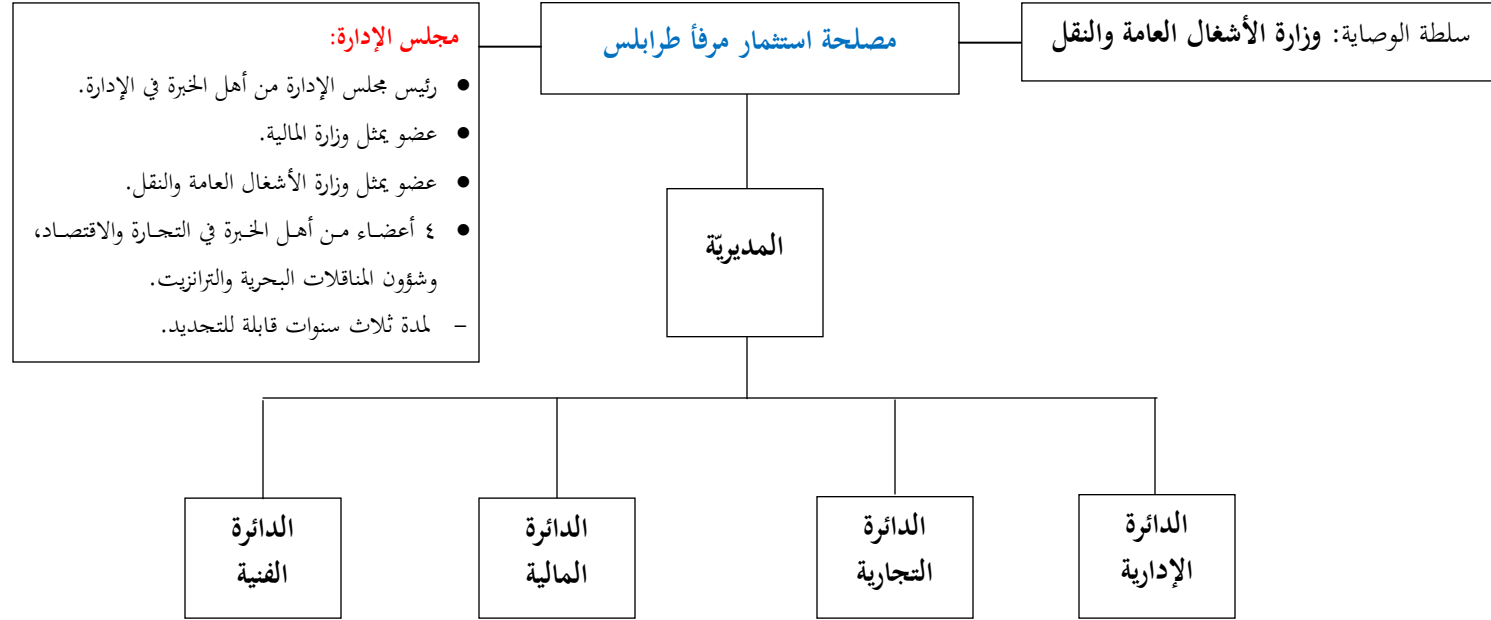 سلطة الوصاية: وزارة الأشغال العامة والنقل
مصلحة استثمار مرفأ طرابلس
مجلس الإدارة:
● رئيس مجلس الإدارة من أهل الخبرة في الإدارة.
● عضو يمثل وزارة المالية.
● عضو يمثل وزارة الأشغال العامة والنقل.
● ٤ أعضاء من أهل الخبرة في التجارة والاقتصاد،
وشؤون المناقلات البحرية والترانزيت.
– لمدة ثلاث سنوات قابلة للتجديد.
المديريّة
الدائرة
الإدارية
الدائرة
التجارية
الدائرة
المالية
الدائرة
الفنية